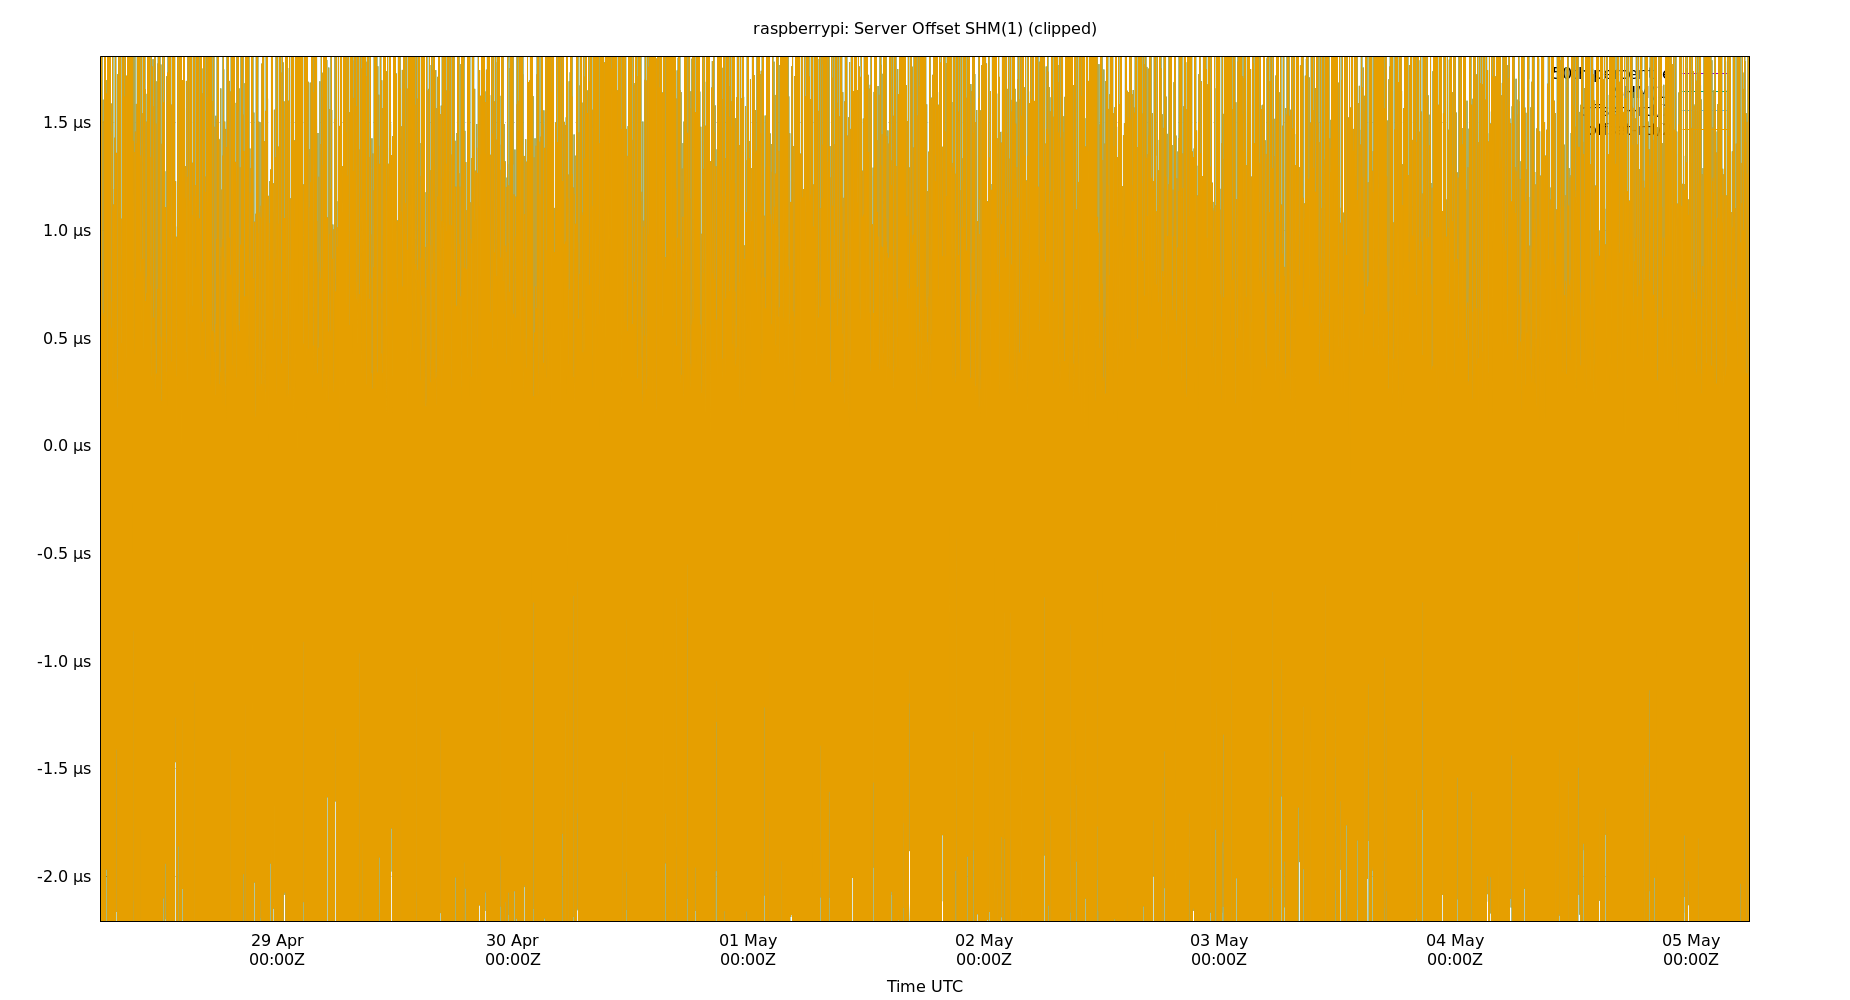 raspberrypi: Server Offset SHM(1) (clipped)
1.5 µs
1.0 µs
0.5 µs
0.0 µs
-0.5 µs
-1.0 µs
-1.5 µs
-2.0 µs
29 Apr
00:00Z
30 Apr
00:00Z
01 May
00:00Z
02 May
00:00Z
03 May
00:00Z
04 May
00:00Z
05 May
00:00Z
Time UTC